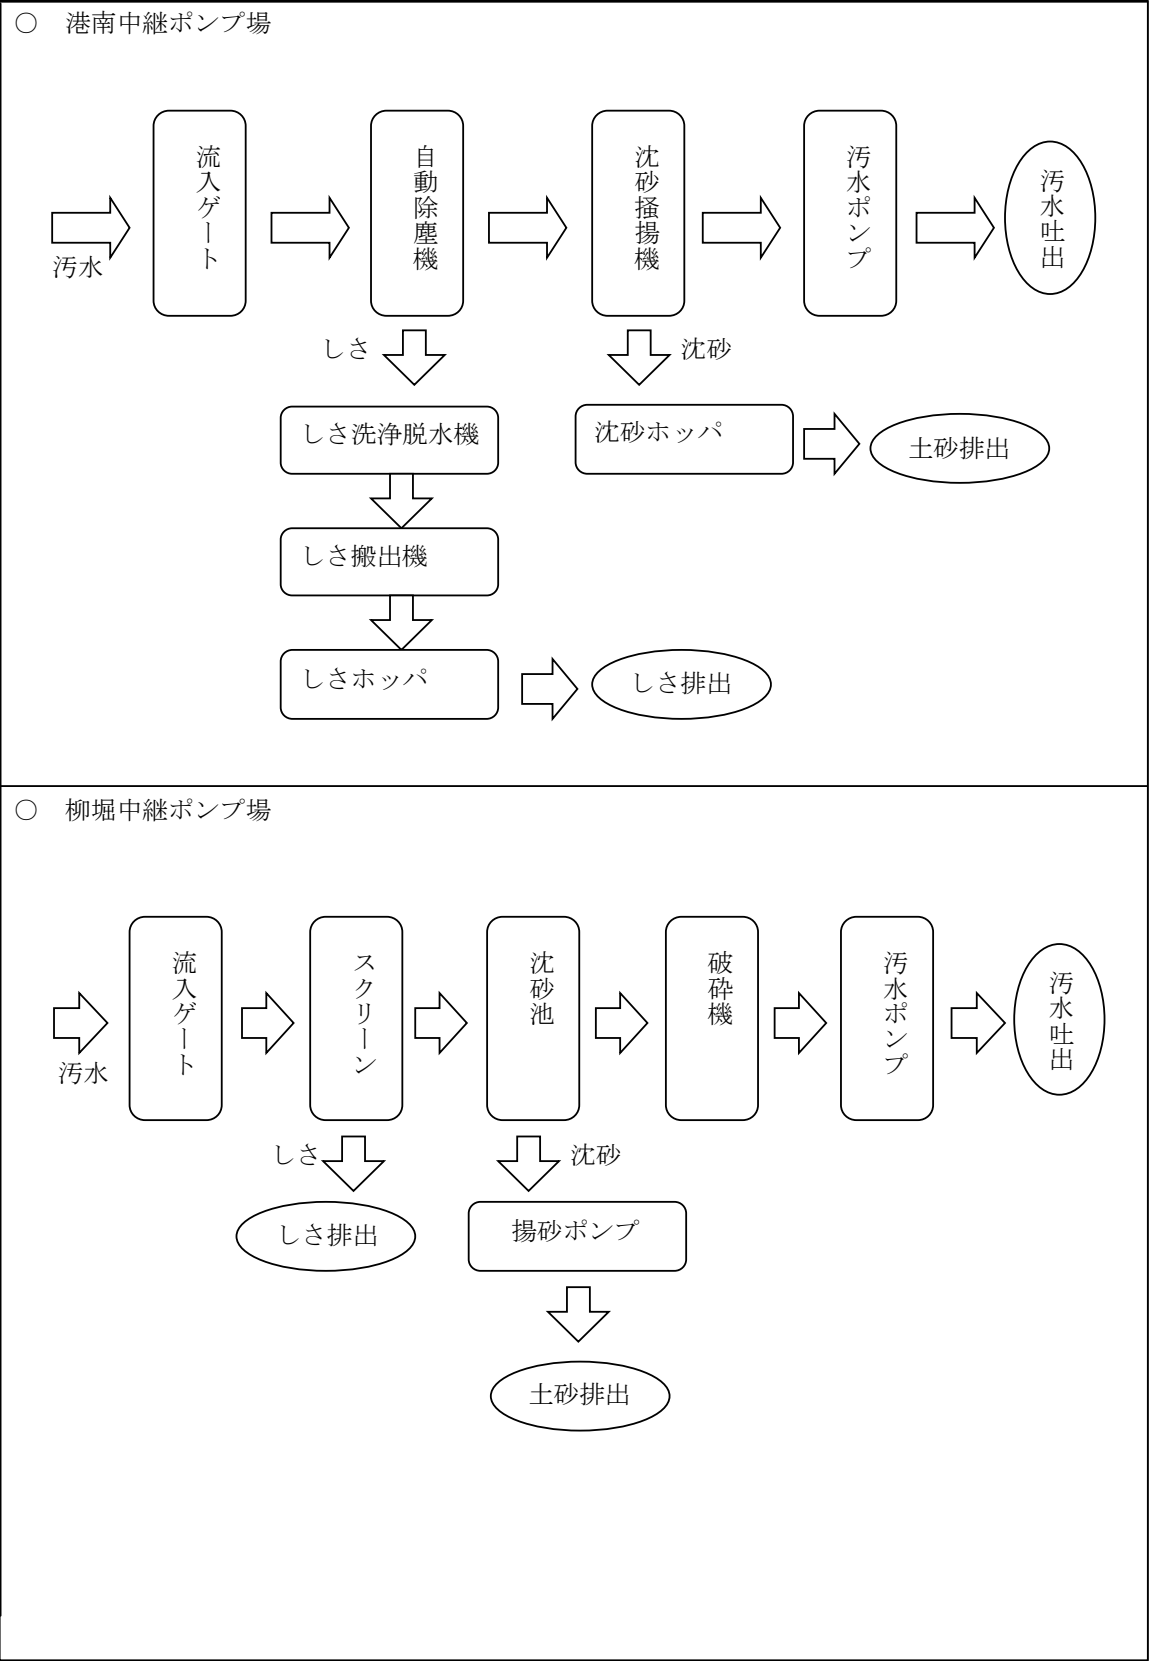 ○　港南中継ポンプ場
汚水
流入ゲート
自動除塵機
沈砂掻揚機
汚水ポンプ
汚水吐出
しさ
沈砂
しさ洗浄脱水機
沈砂ホッパ
土砂排出
しさ搬出機
しさホッパ
しさ排出
○　柳堀中継ポンプ場
汚水
流入ゲート
スクリーン
沈砂池
破砕機
汚水ポンプ
汚水吐出
しさ
沈砂
しさ排出
揚砂ポンプ
土砂排出